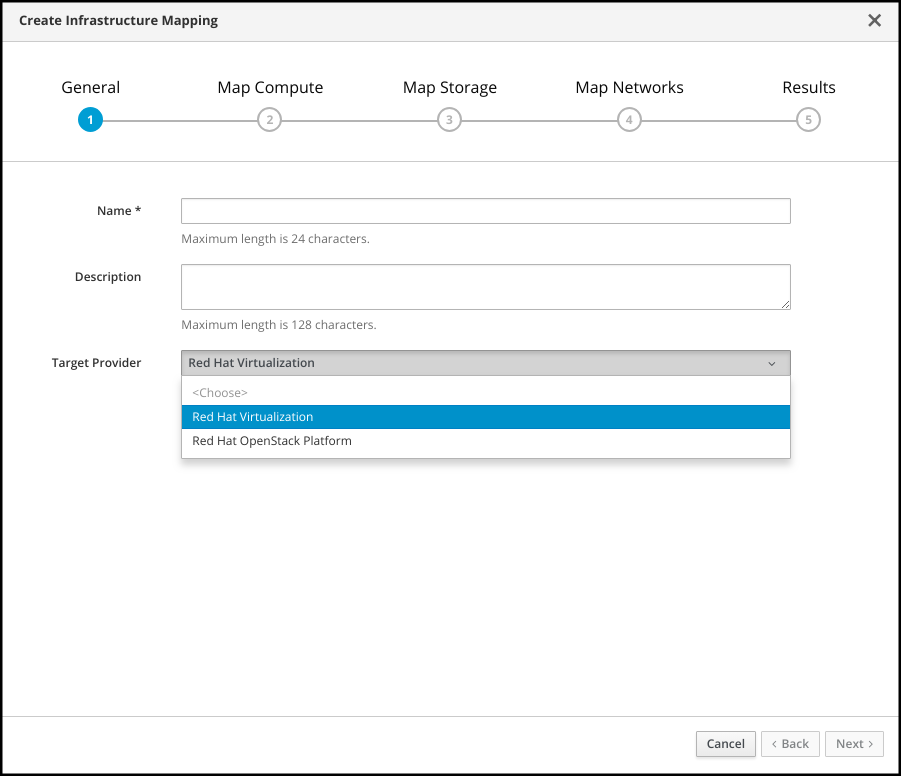 Create Infrastructure Mapping
General Map Compute Map Storage Map Networks Results
1 2 3 4 5
Name *
Maximum length is 24 characters.
Description
Maximum length is 128 characters.
Target Provider Red Hat Virtualization
<Choose>
Red Hat Virtualization
Red Hat OpenStack Platform
Cancel Back Next